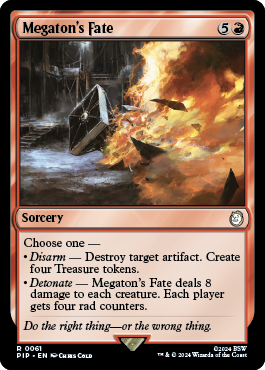 Megaton's Fate 5
Sorcery
Choose one —
• Disarm — Destroy target artifact. Create
four Treasure tokens.
• Detonate — Megaton's Fate deals 8
damage to each creature. Each player
gets four rad counters.
Do the right thing—or the wrong thing.
R 0061 ©2024 BSW
PIP • EN Chris Cold ™ & © 2024 Wizards of the Coast